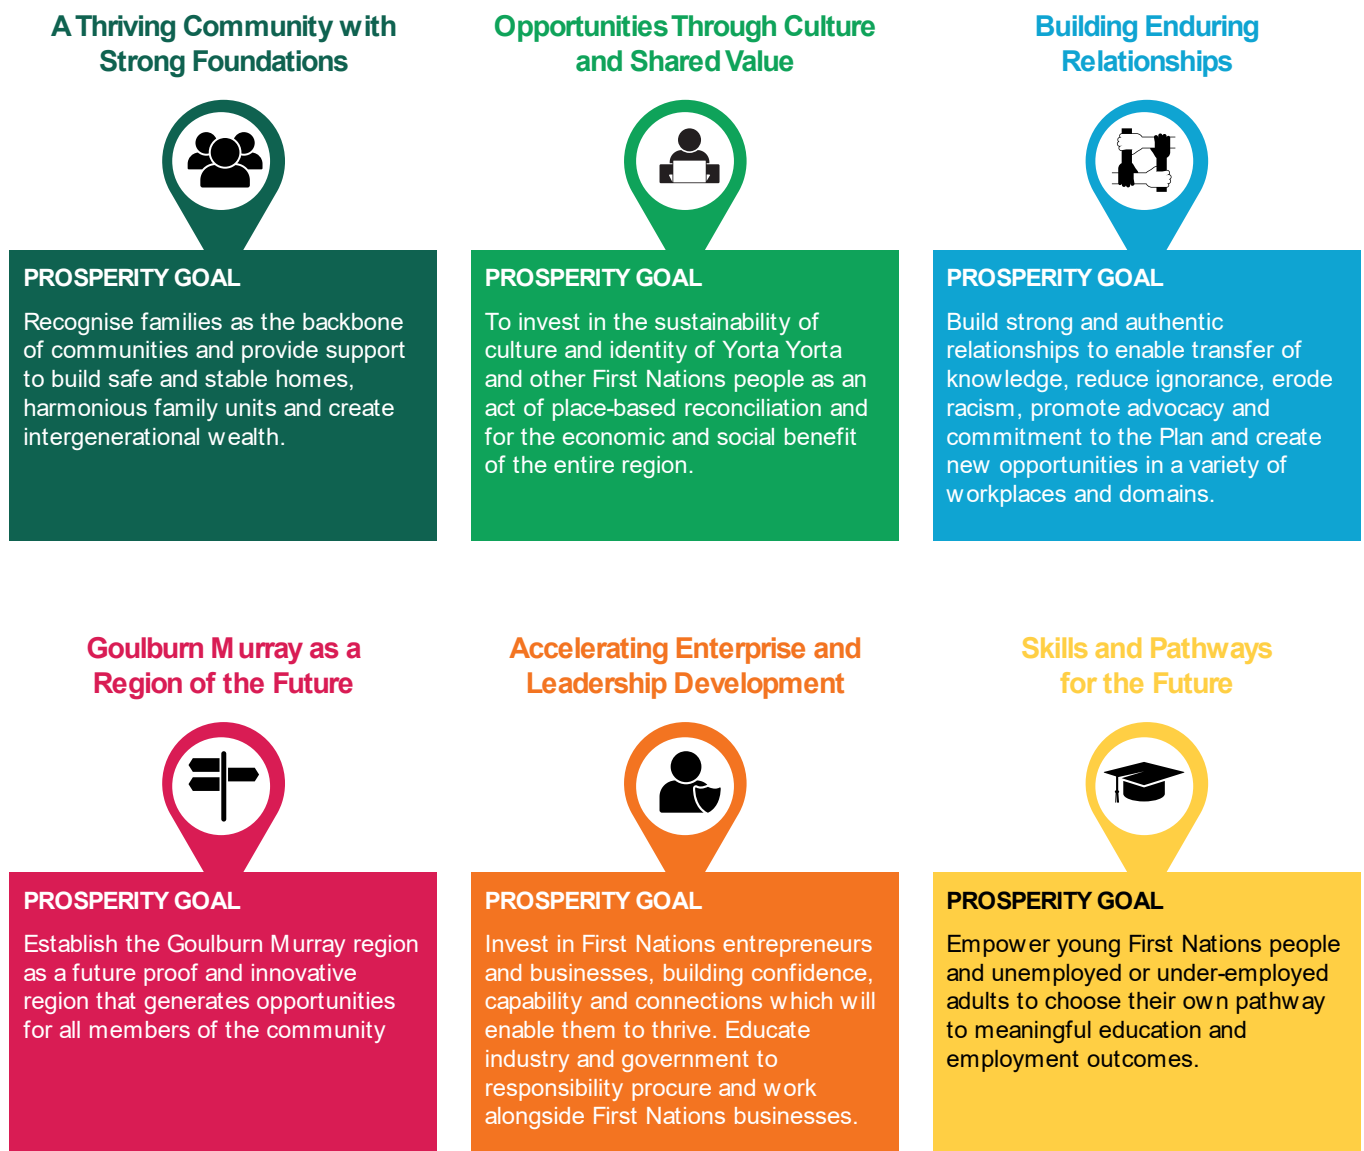 A Thriving Community with
Strong Foundations
PROSPERITY GOAL
Recognise families as the backbone
of communities and provide support
to build safe and stable homes,
harmonious family units and create
intergenerational wealth.
Opportunities Through Culture
and Shared Value
PROSPERITY GOAL
To invest in the sustainability of
culture and identity of Yorta Yorta
and other First Nations people as an
act of place-based reconciliation and
for the economic and social benefit
of the entire region.
Building Enduring
Relationships
PROSPERITY GOAL
Build strong and authentic
relationships to enable transfer of
knowledge, reduce ignorance, erode
racism, promote advocacy and
commitment to the Plan and create
new opportunities in a variety of
workplaces and domains.
Goulburn Murray as a
Region of the Future
PROSPERITY GOAL
Establish the Goulburn Murray region
as a future proof and innovative
region that generates opportunities
for all members of the community
Accelerating Enterprise and
Leadership Development
PROSPERITY GOAL
Invest in First Nations entrepreneurs
and businesses, building confidence,
capability and connections which will
enable them to thrive. Educate
industry and government to
responsibility procure and work
alongside First Nations businesses.
Skills and Pathways
for the Future
PROSPERITY GOAL
Empower young First Nations people
and unemployed or under-employed
adults to choose their own pathway
to meaningful education and
employment outcomes.